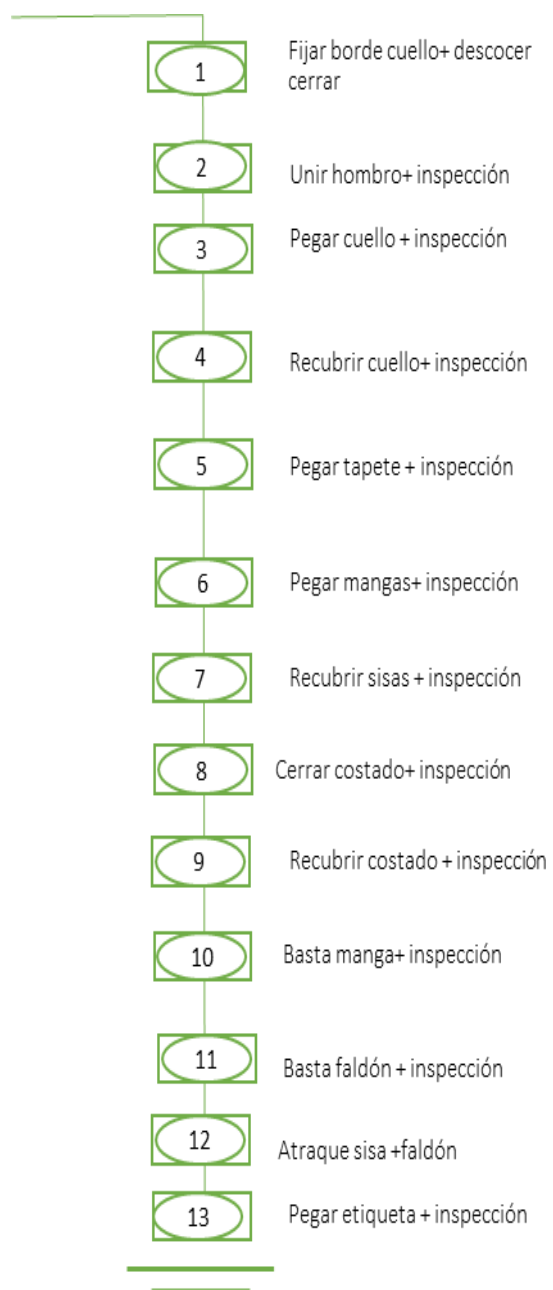 1
Fijar borde cuello+ descocer
cerrar
2
Unir hombro+ inspección
3
Pegar cuello + inspección
4
Recubrir cuello+ inspección
5
Pegar tapete + inspección
6
Pegar mangas+ inspección
7
Recubrir sisas + inspección
8
Cerrar costado+ inspección
9
Recubrir costado + inspección
10
Basta manga+ inspección
11
Basta faldón + inspección
12
Atraque sisa +faldón
13
Pegar etiqueta + inspección